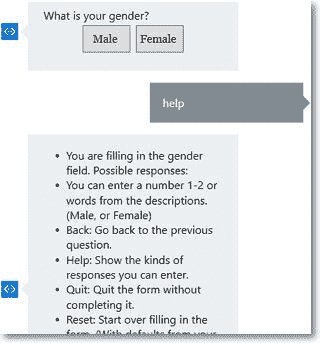 What is your gender?
Male Female
help
• You are filling in the gender
field. Possible responses:
• You can enter a number 1-2 or
words from the descriptions.
(Male, or Female)
• Back: Go back to the previous
question.
• Help: Show the kinds of
responses you can enter.
• Quit: Quit the form without
completing it.
• Reset: Start over filling in the
form. (With defaults from your